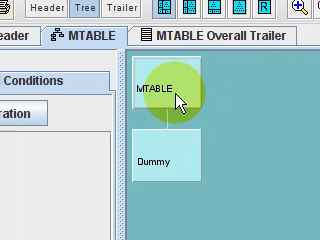 Header Tree Trailer R
eader MTABLE MTABLE Overall Trailer
l Conditions
ration
MTABLE
Dummy